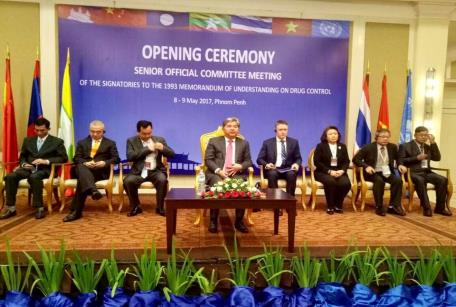 OPENING CEREMONY
SENIOR OFFICIAL COMMITTEE MEETING
OF THE SIGNATORIES TO THE 1993 MEMORANDUM OF UNDERSTANDING ON DRUG CONTROL
8 - 9 May 2017, Phnom Penh